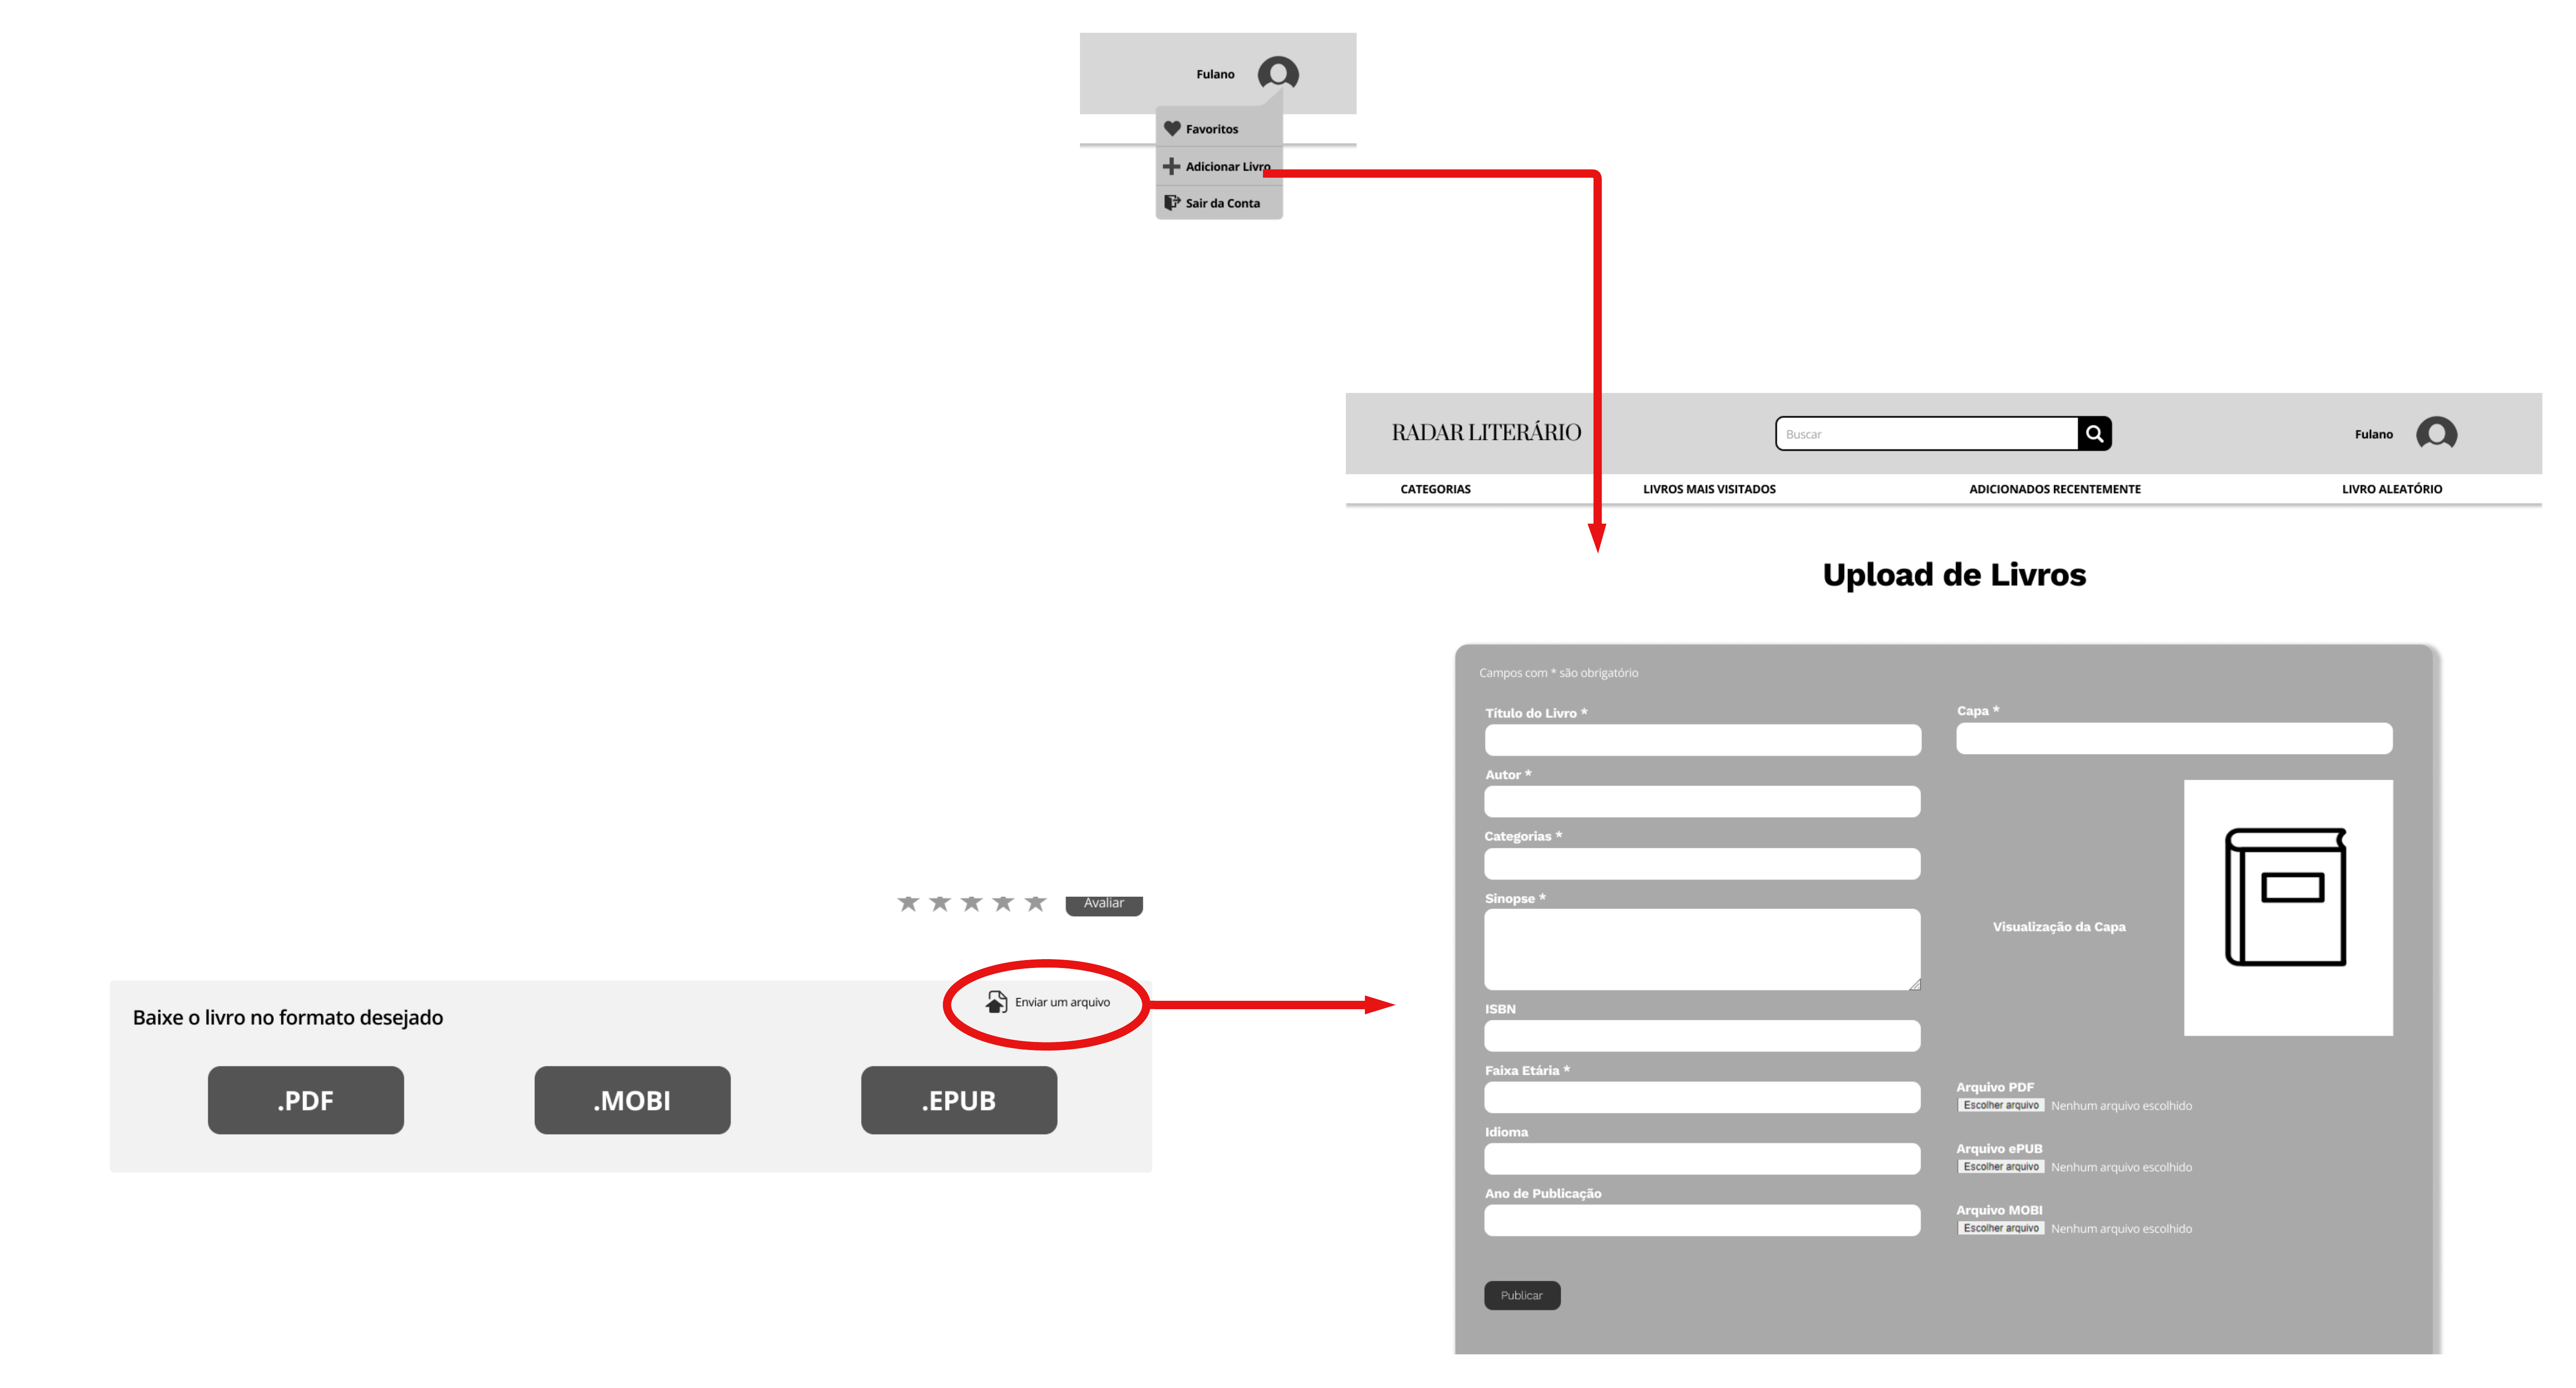 Fulano
Favoritos
Adicionar Livro
Sair da Conta
RADAR LITERÁRIO
Buscar
Fulano
CATEGORIAS
LIVROS MAIS VISITADOS
ADICIONADOS RECENTEMENTE
LIVRO ALEATÓRIO
Upload de Livros
Campos com * são obrigatório
Título do Livro *
Autor *
Categorias *
Sinopse *
ISBN
Faixa Etária *
Idioma
Ano de Publicação
Publicar
Capa *
Visualização da Capa
Arquivo PDF
Escolher arquivo Nenhum arquivo escolhido
Arquivo ePUB
Escolher arquivo Nenhum arquivo escolhido
Arquivo MOBI
Escolher arquivo Nenhum arquivo escolhido
Avaliar
Enviar um arquivo
Baixe o livro no formato desejado
.PDF
.MOBI
.EPUB